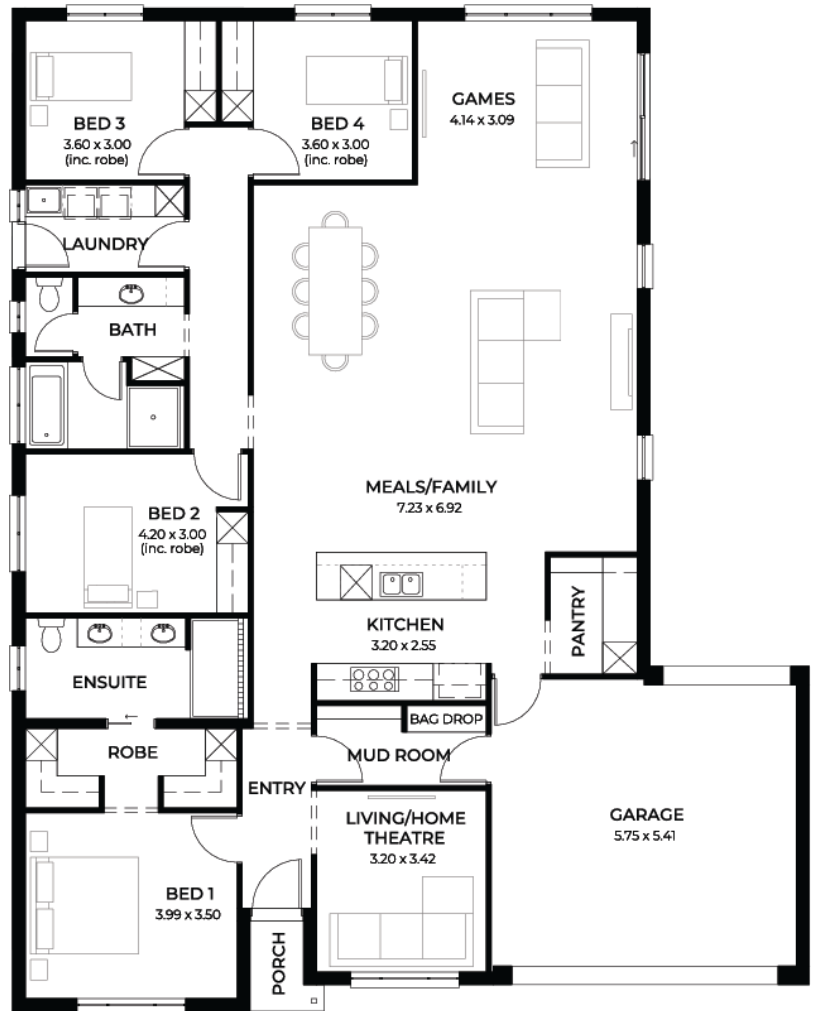 BED 3
3.60 x 3.00
(inc. robe)
BED 4
3.60 x 3.00
(inc. robe)
GAMES
4.14 x 3.09
LAUNDRY
BATH
MEALS/FAMILY
7.23 x 6.92
BED 2
4.20 x 3.00
(inc. robe)
KITCHEN
3.20 x 2.55
PANTRY
ENSUITE
BAG DROP
ROBE
MUD ROOM
ENTRY
LIVING/HOME
THEATRE
3.20 x 3.42
GARAGE
5.75 x 5.41
BED 1
3.99 x 3.50
PORCH